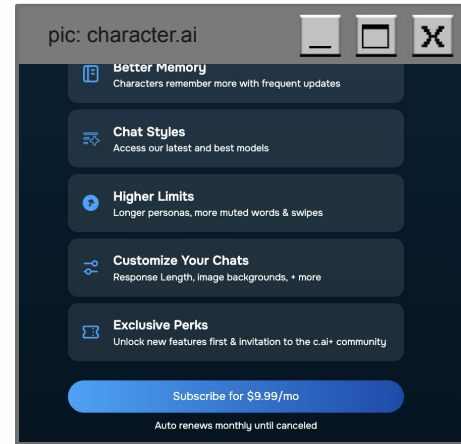 pic: character.ai
Better Memory
Characters remember more with frequent updates
Chat Styles
Access our latest and best models
Higher Limits
Longer personas, more muted words & swipes
Customize Your Chats
Response Length, image backgrounds, + more
Exclusive Perks
Unlock new features first & invitation to the c.ai+ community
Subscribe for $9.99/mo
Auto renews monthly until canceled